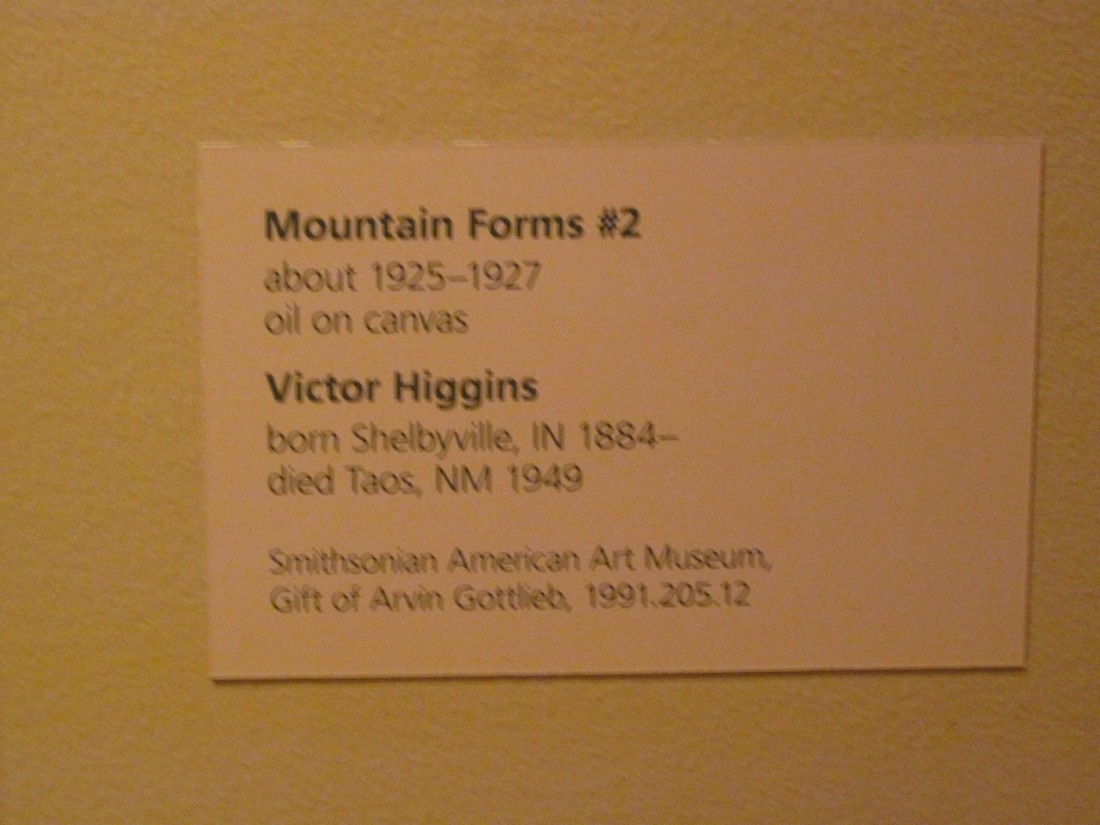 Mountain Forms #2
about 1925–1927
oil on canvas
Victor Higgins
born Shelbyville, IN 1884–
died Taos, NM 1949
Smithsonian American Art Museum,
Gift of Arvin Gottlieb, 1991.205.12